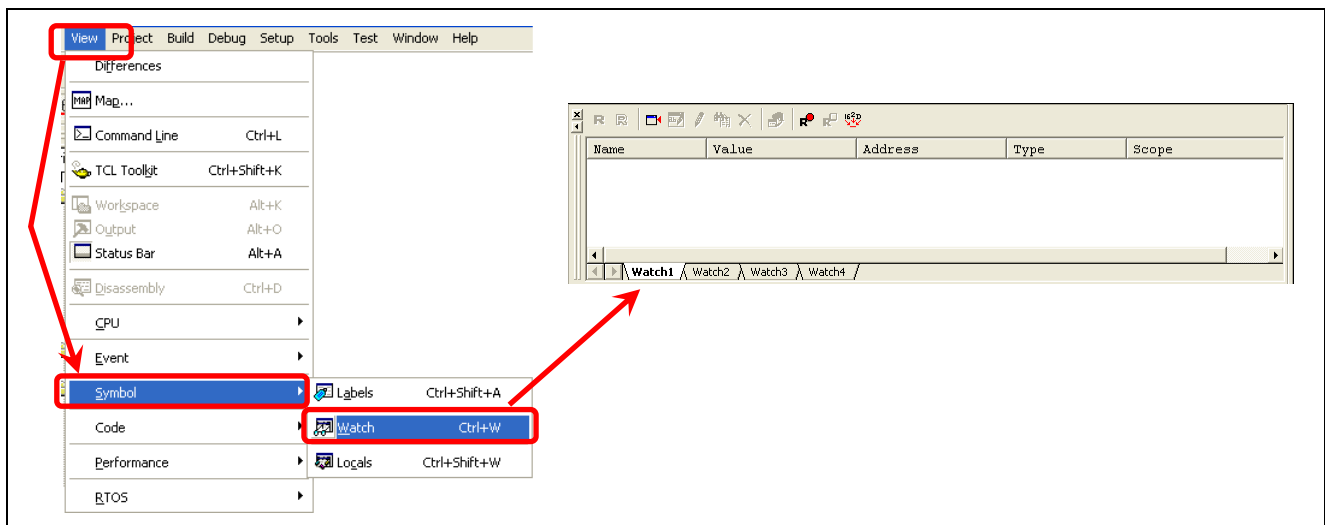 View Project Build Debug Setup Tools Test Window Help
Differences
MAP Map...
Command Line Ctrl+L
TCL Toolkit Ctrl+Shift+K
Workspace Alt+K
Output Alt+O
Status Bar Alt+A
Disassembly Ctrl+D
CPU
Event
Symbol
Code
Performance
RTOS
Labels Ctrl+Shift+A
Watch Ctrl+W
Locals Ctrl+Shift+W
R R R R
Name Value Address Type Scope
Watch1 Watch2 Watch3 Watch4